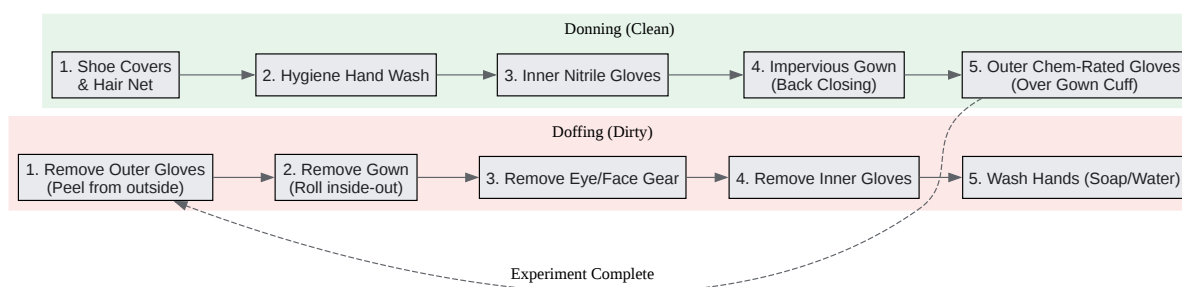 Donning (Clean)
1. Shoe Covers
& Hair Net
2. Hygiene Hand Wash
3. Inner Nitrile Gloves
4. Impervious Gown
(Back Closing)
5. Outer Chem-Rated Gloves
(Over Gown Cuff)
Doffing (Dirty)
1. Remove Outer Gloves
(Peel from outside)
2. Remove Gown
(Roll inside-out)
3. Remove Eye/Face Gear
4. Remove Inner Gloves
5. Wash Hands (Soap/Water)
Experiment Complete